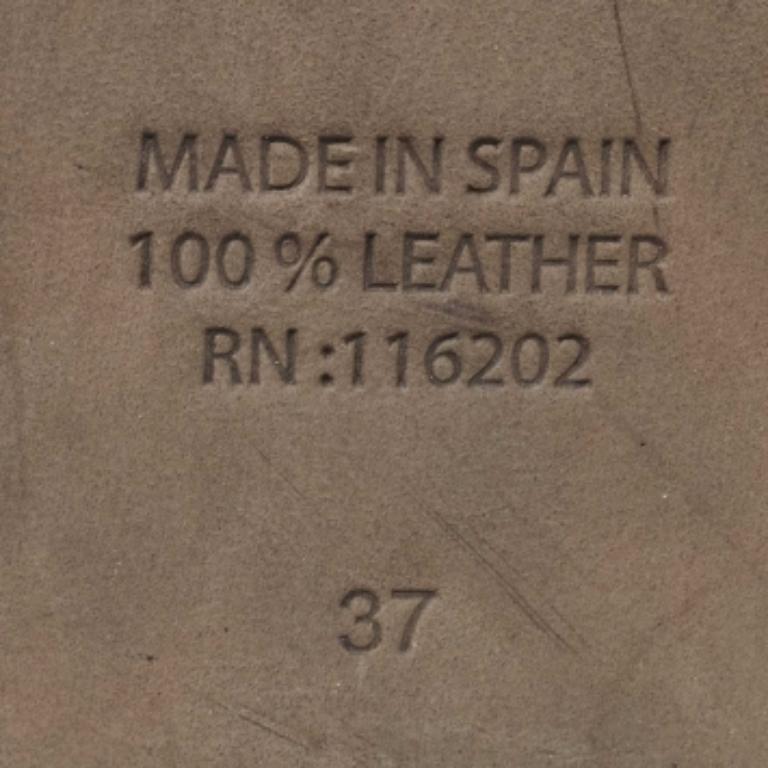 MADE IN SPAIN
100 % LEATHER
RN :116202
37